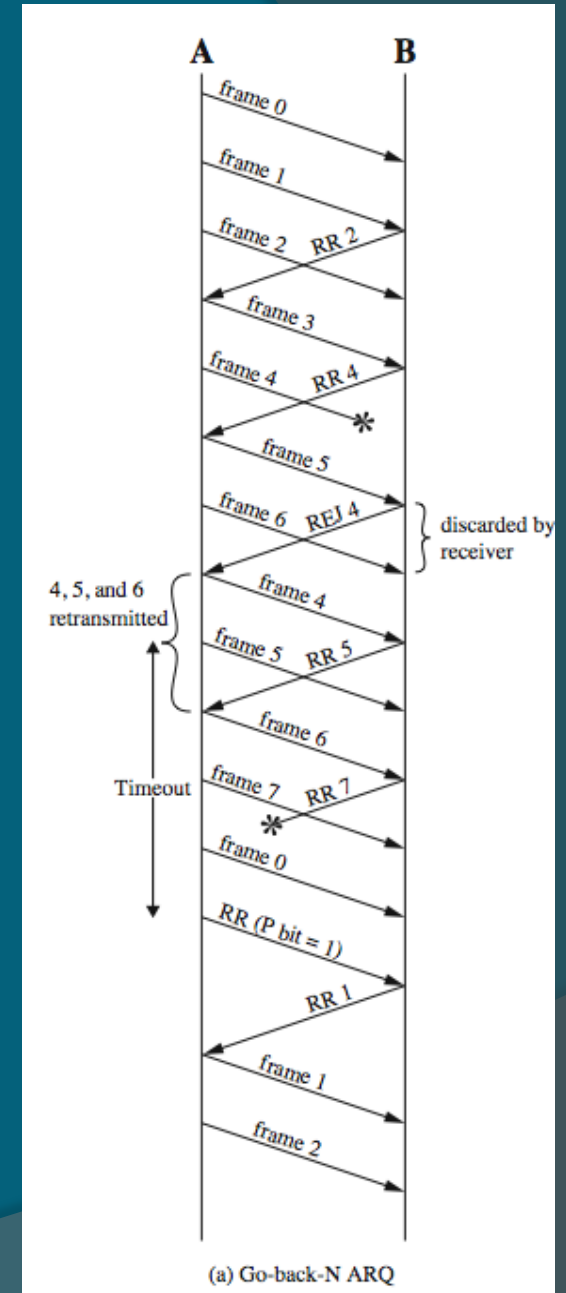 A B
frame 0
frame 1
frame 2
RR 2
frame 3
frame 4
RR 4
*
frame 5
frame 6
REJ 4
discarded by
receiver
4, 5, and 6
retransmitted
frame 4
frame 5
RR 5
frame 6
Timeout
frame 7
RR 7
*
frame 0
RR (P bit = 1)
RR 1
frame 1
frame 2
(a) Go-back-N ARQ